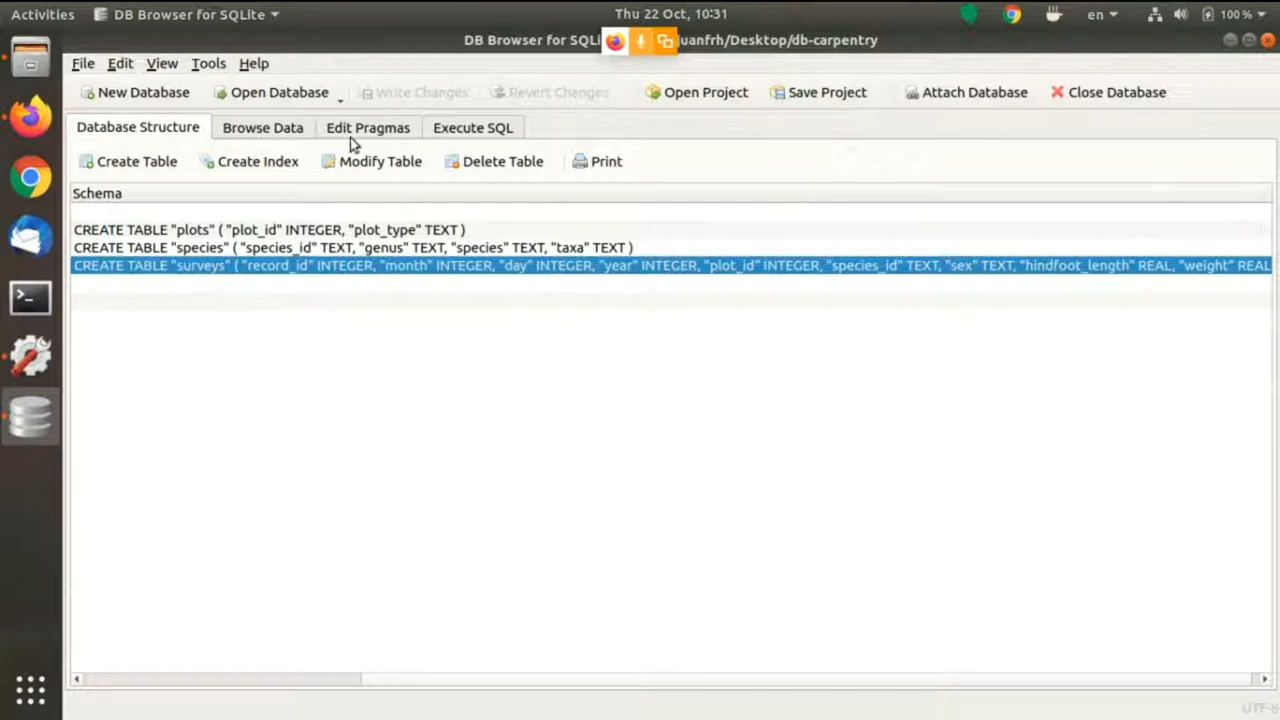 Activities DB Browser for SQLite Thu 22 Oct, 10:31 en 100 %
DB Browser for SQLi uanfrh/Desktop/db-carpentry
File Edit View Tools Help
New Database Open Database Write Changes Revert Changes Open Project Save Project Attach Database Close Database
Database Structure Browse Data Edit Pragmas Execute SQL
Create Table Create Index Modify Table Delete Table Print
Schema
CREATE TABLE "plots" ( "plot_id" INTEGER, "plot_type" TEXT )
CREATE TABLE "species" ( "species_id" TEXT, "genus" TEXT, "species" TEXT, "taxa" TEXT )
CREATE TABLE "surveys" ( "record_id" INTEGER, "month" INTEGER, "day" INTEGER, "year" INTEGER, "plot_id" INTEGER, "species_id" TEXT, "sex" TEXT, "hindfoot_length" REAL, "weight" REAL
UTF-8